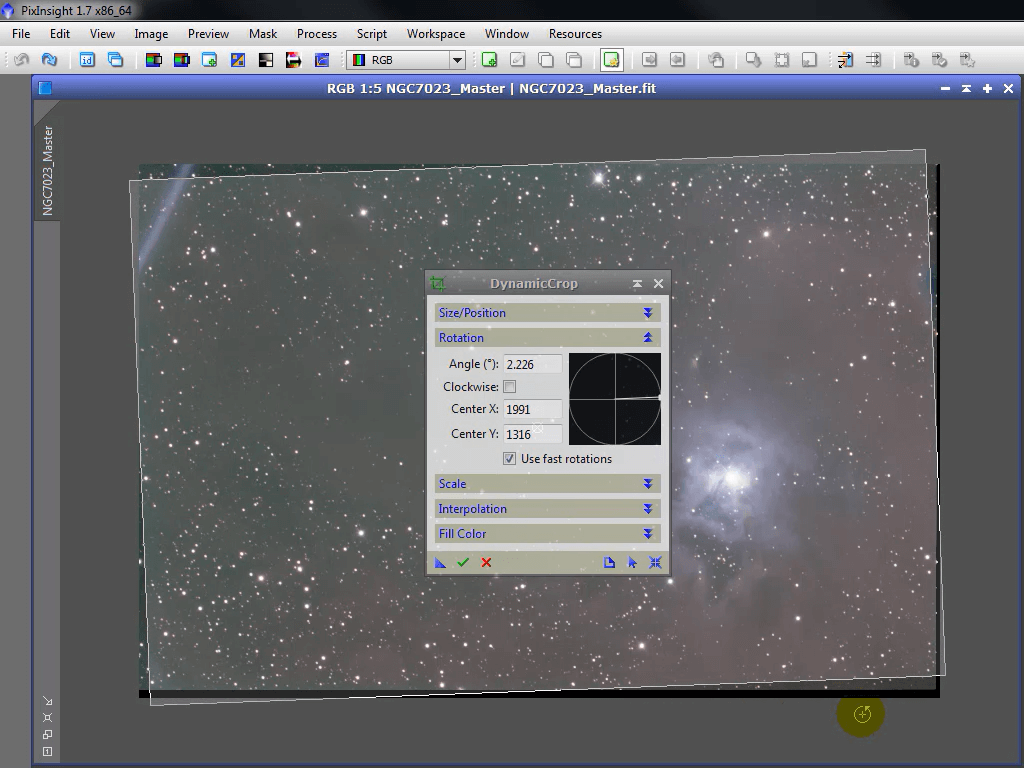 PixInsight 1.7 x86_64
File Edit View Image Preview Mask Process Script Workspace Window Resources
id RGB
RGB 1:5 NGC7023_Master | NGC7023_Master.fit
NGC7023_Master
DynamicCrop
Size/Position
Rotation
Angle (°): 2.226
Clockwise:
Center X: 1991
Center Y: 1316
Use fast rotations
Scale
Interpolation
Fill Color